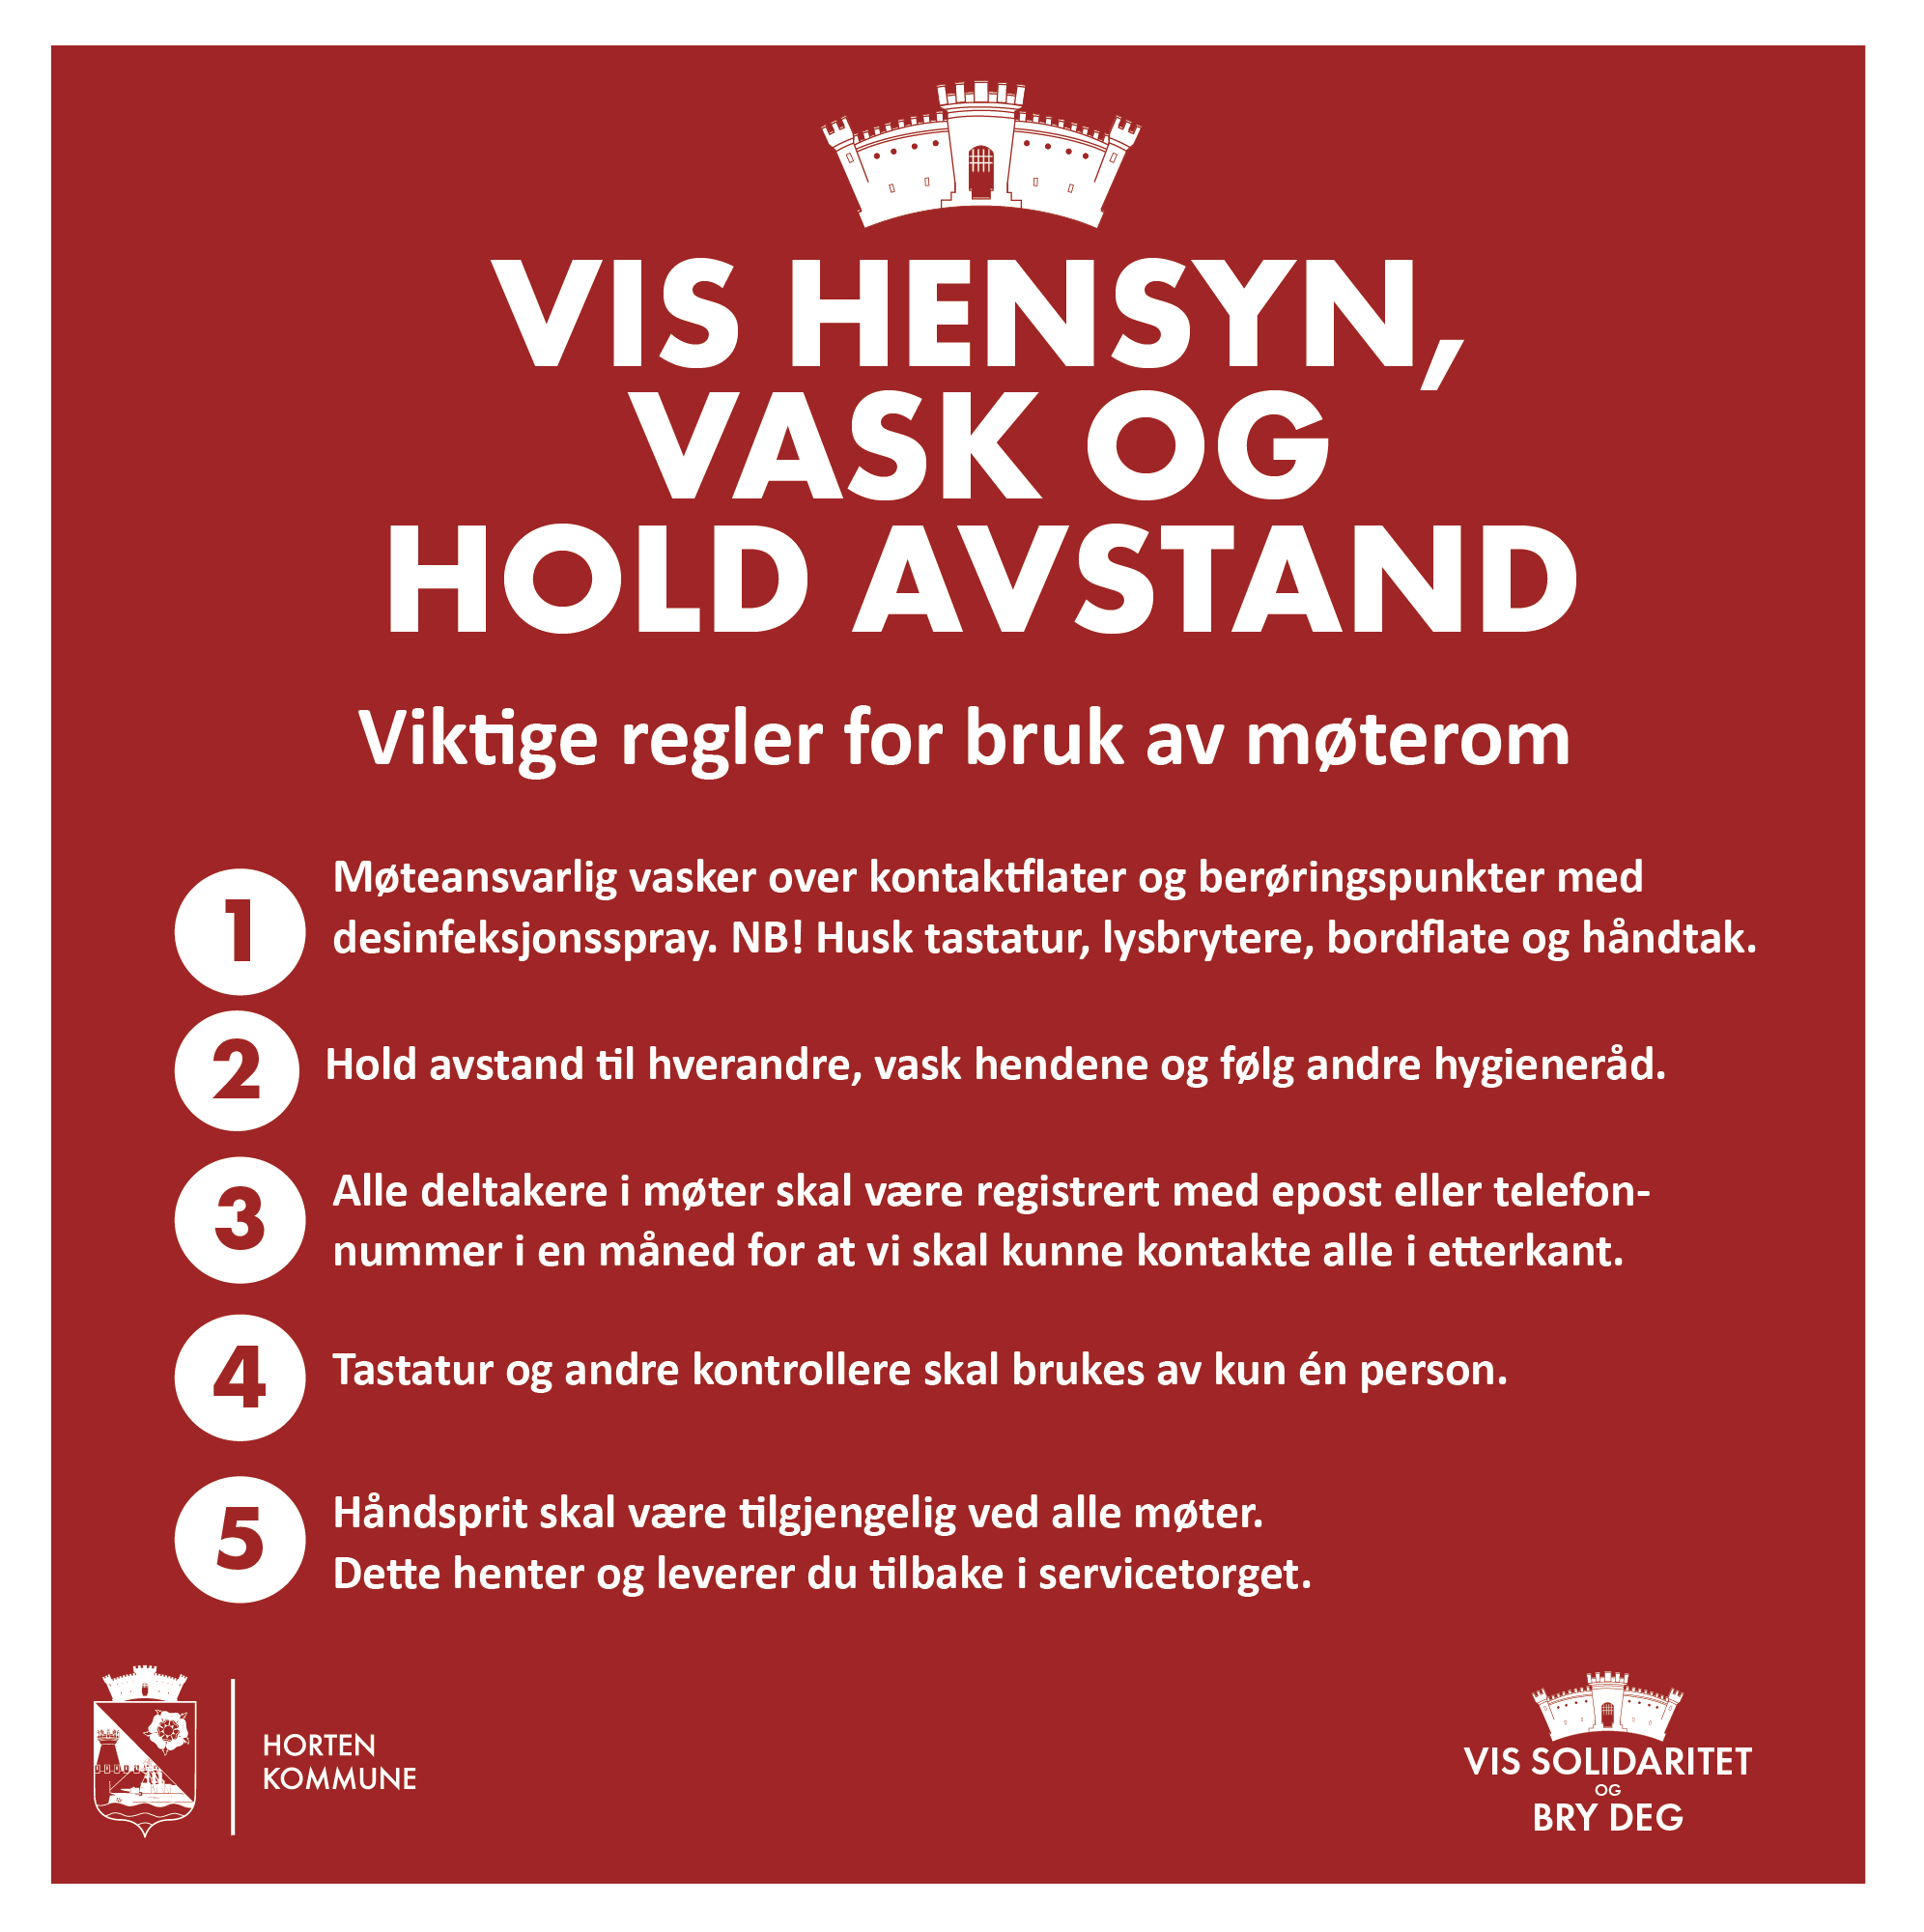 VIS HENSYN,
VASK OG
HOLD AVSTAND
Viktige regler for bruk av møterom
1
Møteansvarlig vasker over kontaktflater og berøringspunkter med
desinfeksjonsspray. NB! Husk tastatur, lysbrytere, bordflate og håndtak.
2
Hold avstand til hverandre, vask hendene og følg andre hygieneråd.
3
Alle deltakere i møter skal være registrert med epost eller telefon-
nummer i en måned for at vi skal kunne kontakte alle i etterkant.
4
Tastatur og andre kontrollere skal brukes av kun én person.
5
Håndsprit skal være tilgjengelig ved alle møter.
Dette henter og leverer du tilbake i servicetorget.
HORTEN
KOMMUNE
VIS SOLIDARITET
OG
BRY DEG